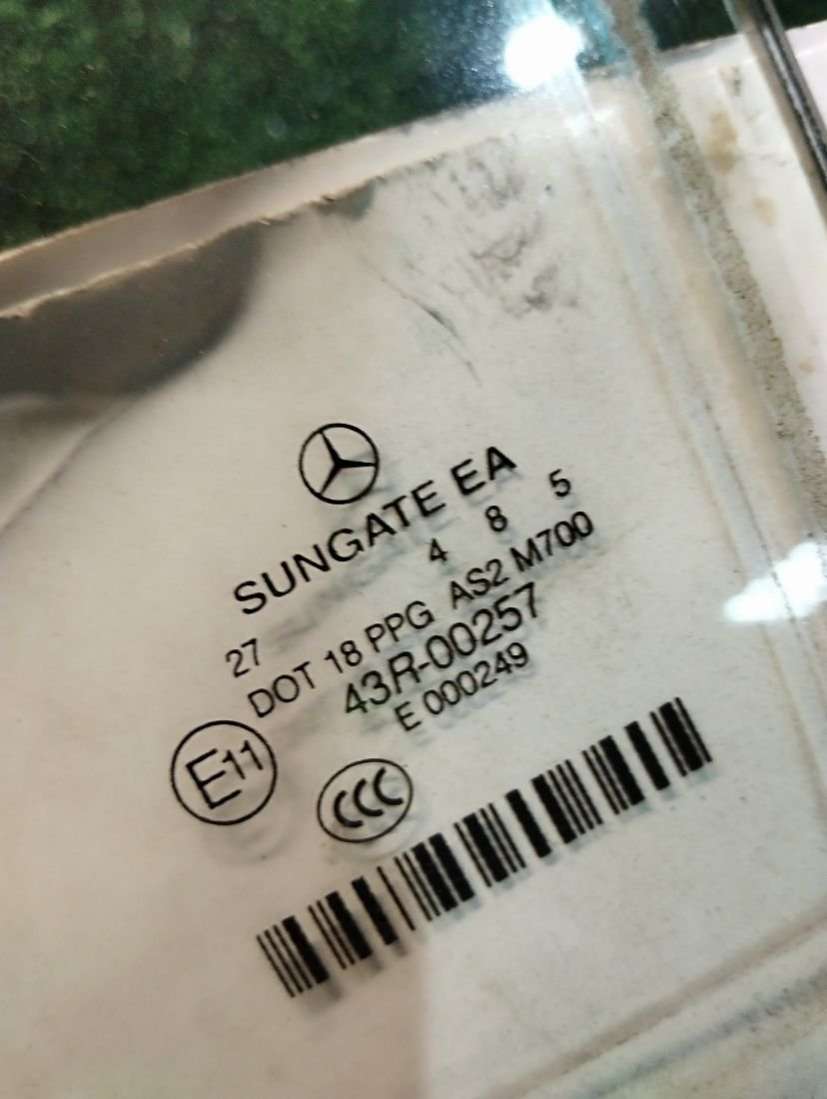 SUNGATE EA
4 8 5
27
DOT 18 PPG AS2 M700
43R-00257
E 000249
E11
CCC